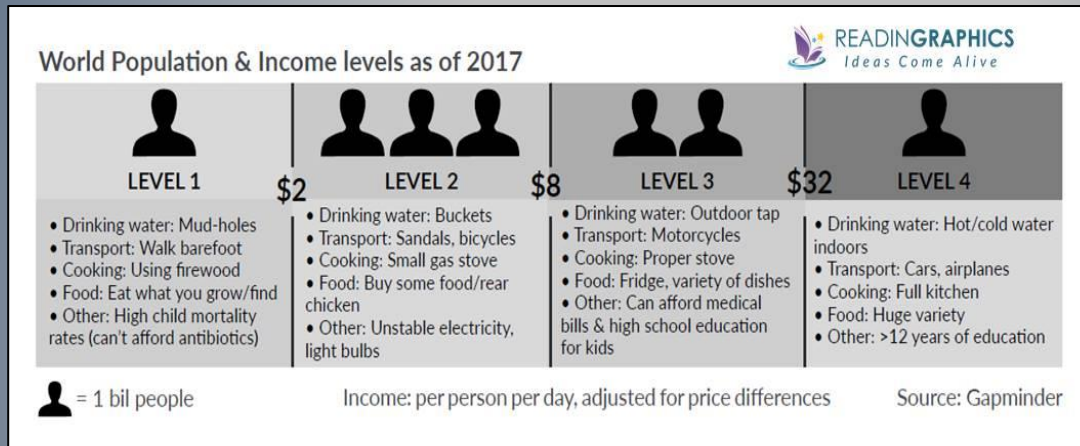 World Population & Income levels as of 2017
READINGRAPHICS
Ideas Come Alive
LEVEL 1
• Drinking water: Mud-holes
• Transport: Walk barefoot
• Cooking: Using firewood
• Food: Eat what you grow/find
• Other: High child mortality
rates (can't afford antibiotics)
$2
LEVEL 2
• Drinking water: Buckets
• Transport: Sandals, bicycles
• Cooking: Small gas stove
• Food: Buy some food/rear
chicken
• Other: Unstable electricity,
light bulbs
$8
LEVEL 3
• Drinking water: Outdoor tap
• Transport: Motorcycles
• Cooking: Proper stove
• Food: Fridge, variety of dishes
• Other: Can afford medical
bills & high school education
for kids
$32
LEVEL 4
• Drinking water: Hot/cold water
indoors
• Transport: Cars, airplanes
• Cooking: Full kitchen
• Food: Huge variety
• Other: >12 years of education
= 1 bil people
Income: per person per day, adjusted for price differences
Source: Gapminder